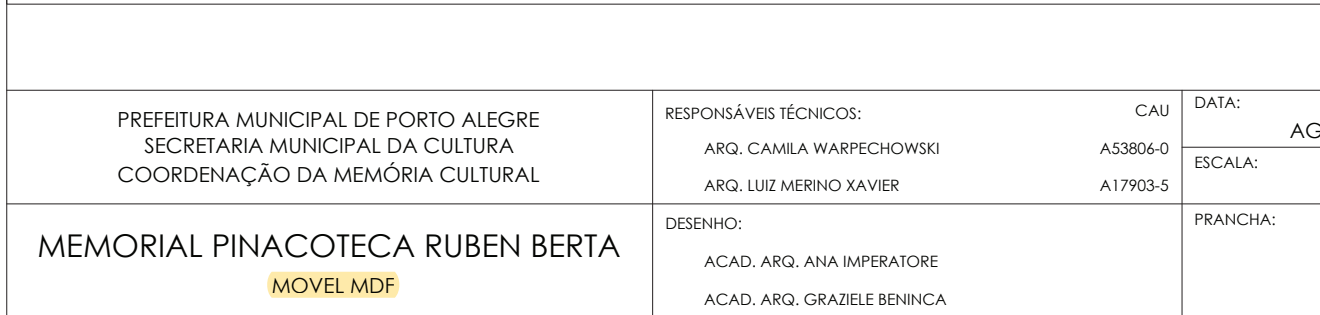 PREFEITURA MUNICIPAL DE PORTO ALEGRE
SECRETARIA MUNICIPAL DA CULTURA
COORDENAÇÃO DA MEMÓRIA CULTURAL
MEMORIAL PINACOTECA RUBEN BERTA
MOVEL MDF
RESPONSÁVEIS TÉCNICOS: CAU
ARQ. CAMILA WARPECHOWSKI A53806-0
ARQ. LUIZ MERINO XAVIER A17903-5
DESENHO:
ACAD. ARQ. ANA IMPERATORE
ACAD. ARQ. GRAZIELE BENINCA
DATA:
ESCALA:
PRANCHA: